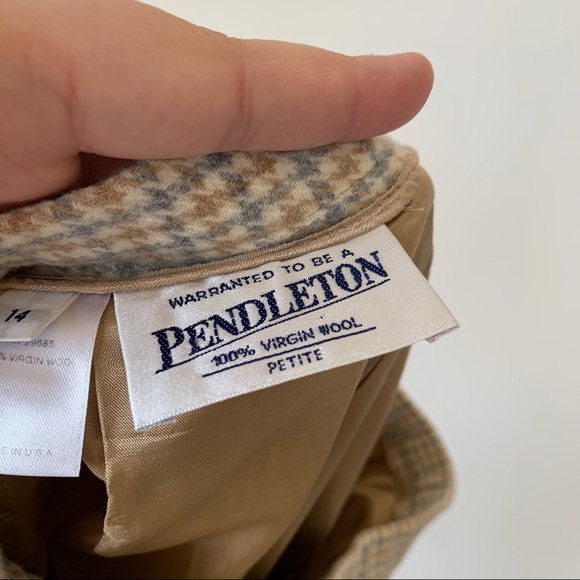 WARRANTED TO BE A
PENDLETON
100% VIRGIN WOOL
PETITE
14
VIRGIN WOOL